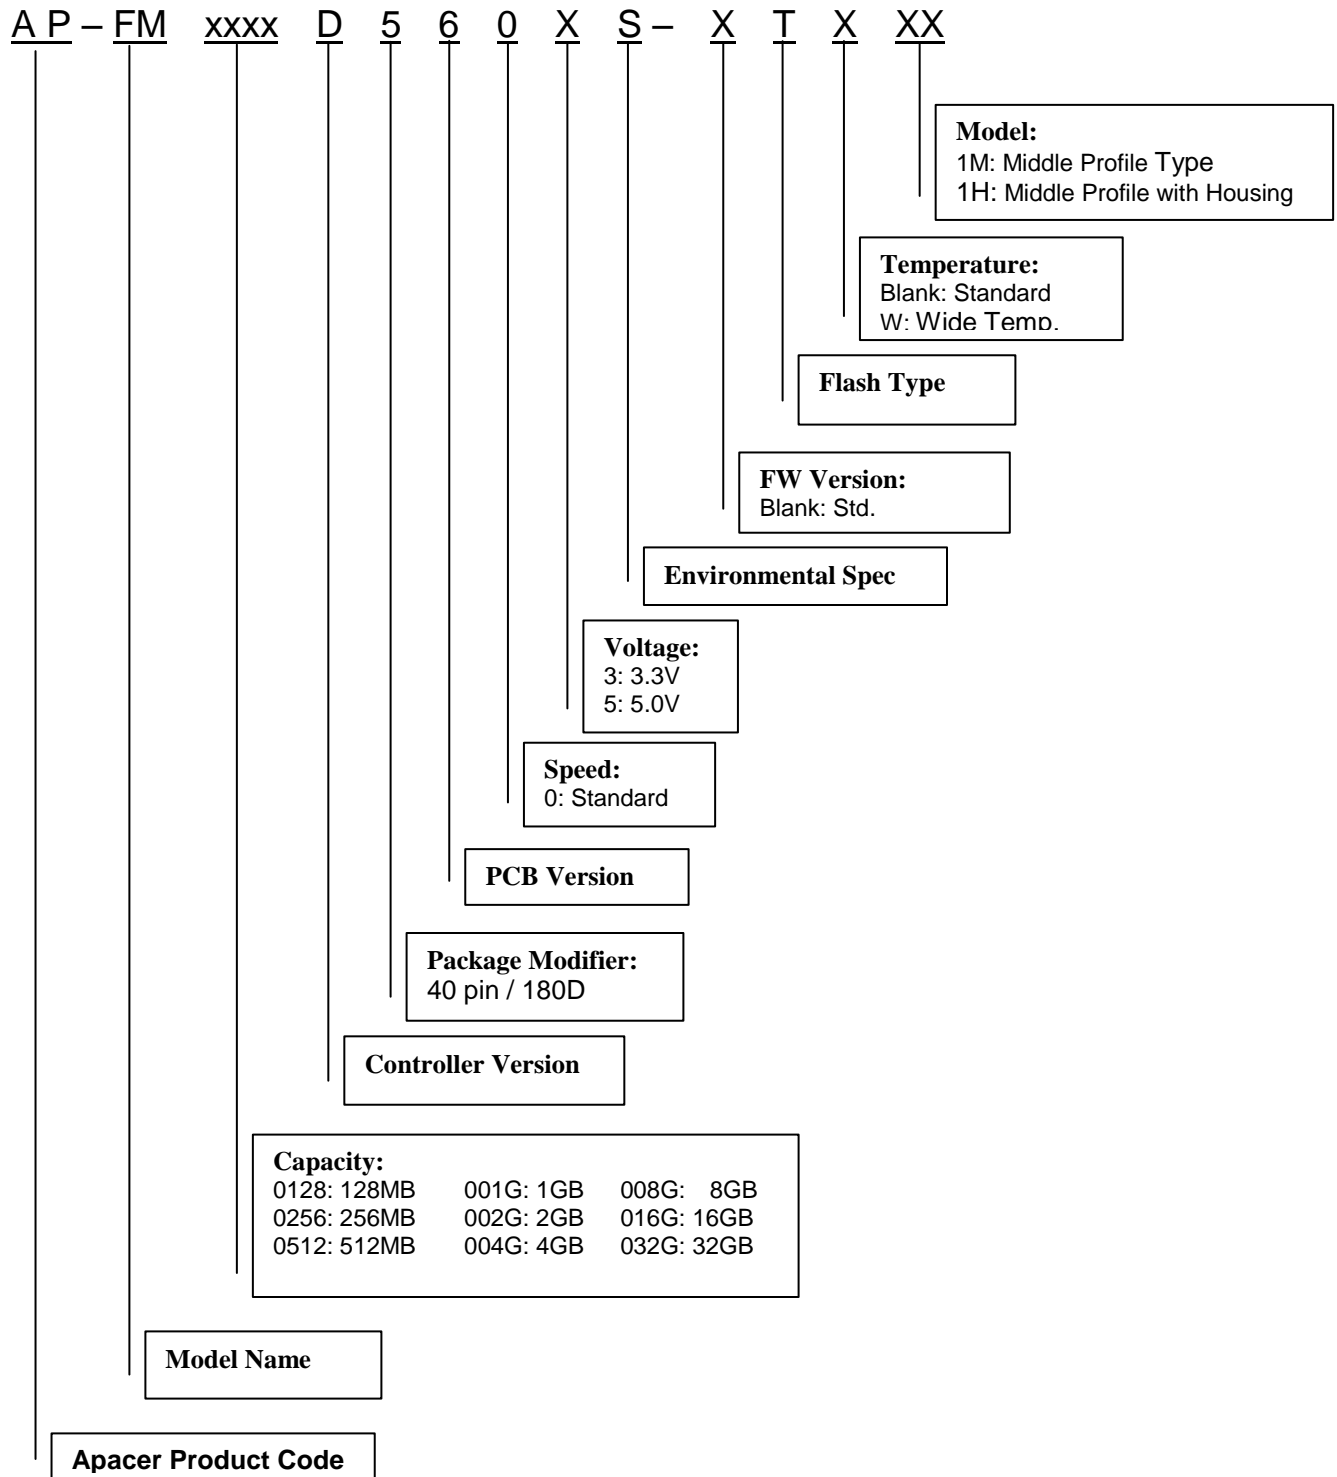 A P – FM xxxx D 5 6 0 X S – X T X XX
Model:
1M: Middle Profile Type
1H: Middle Profile with Housing
Temperature:
Blank: Standard
W: Wide Temp.
Flash Type
FW Version:
Blank: Std.
Environmental Spec
Voltage:
3: 3.3V
5: 5.0V
Speed:
0: Standard
PCB Version
Package Modifier:
40 pin / 180D
Controller Version
Capacity:
0128: 128MB 001G: 1GB 008G: 8GB
0256: 256MB 002G: 2GB 016G: 16GB
0512: 512MB 004G: 4GB 032G: 32GB
Model Name
Apacer Product Code